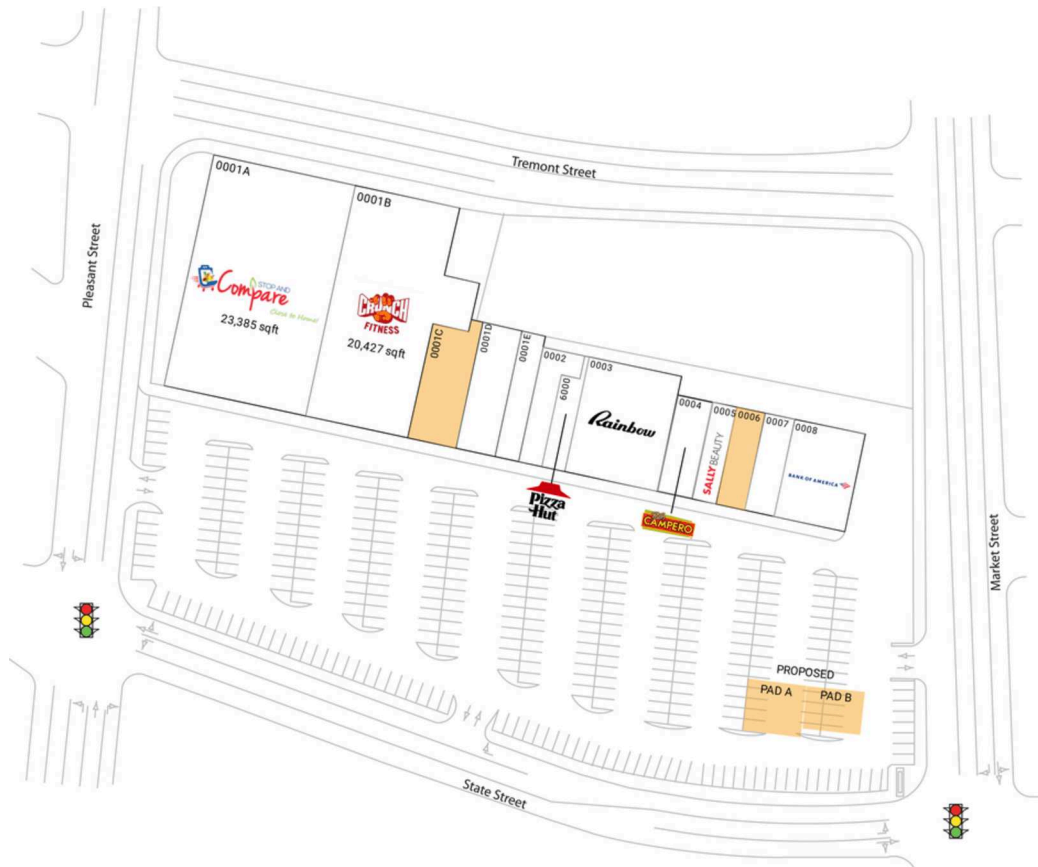 Tremont Street
Pleasant Street
0001A
0001B
STOP AND
Compare
23,385 sqft
CRUNCH
FITNESS
20,427 sqft
0001C
0001D
0001E
0002
6000
0003
Rainbow
0004
0005
SALLY BEAUTY
0006
0007
0008
BANK OF AMERICA
Pizza
Hut
CAMPERO
Market Street
PROPOSED
PAD A
PAD B
State Street